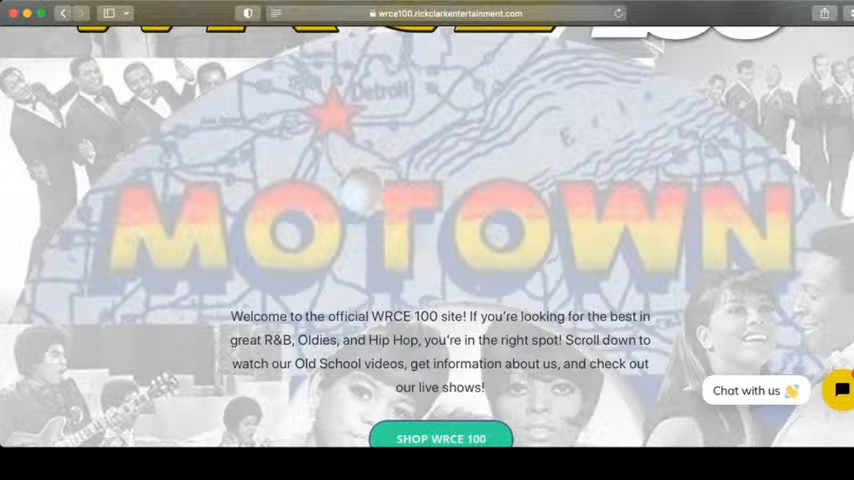 wrce100.rickclarkentertainment.com
Detroit
MOTOWN
Welcome to the official WRCE 100 site! If you're looking for the best in
great R&B, Oldies, and Hip Hop, you're in the right spot! Scroll down to
watch our Old School videos, get information about us, and check out
our live shows!
Chat with us 👋
SHOP WRCE 100